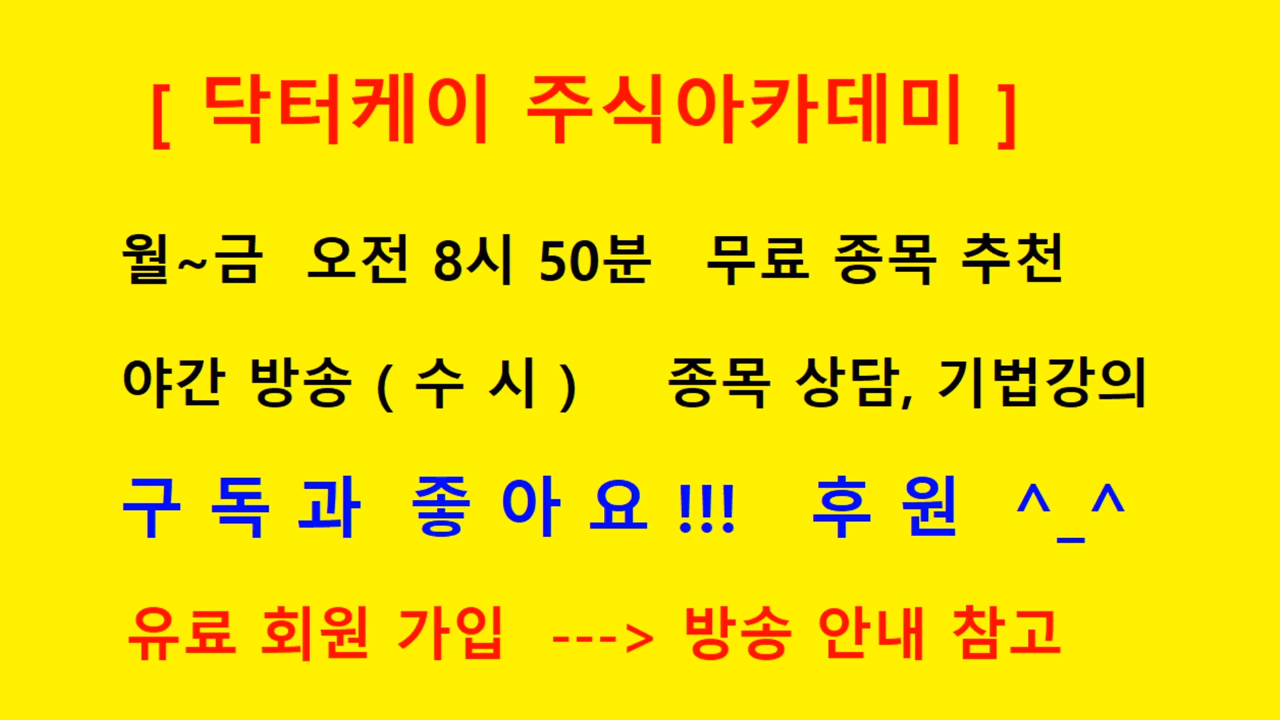 [ 닥터케이 주식아카데미 ]
월~금 오전 8시 50분 무료 종목 추천
야간 방송 ( 수 시 ) 종목 상담, 기법강의
구 독 과 좋 아 요 !!! 후 원 ^_^
유료 회원 가입 ---> 방송 안내 참고